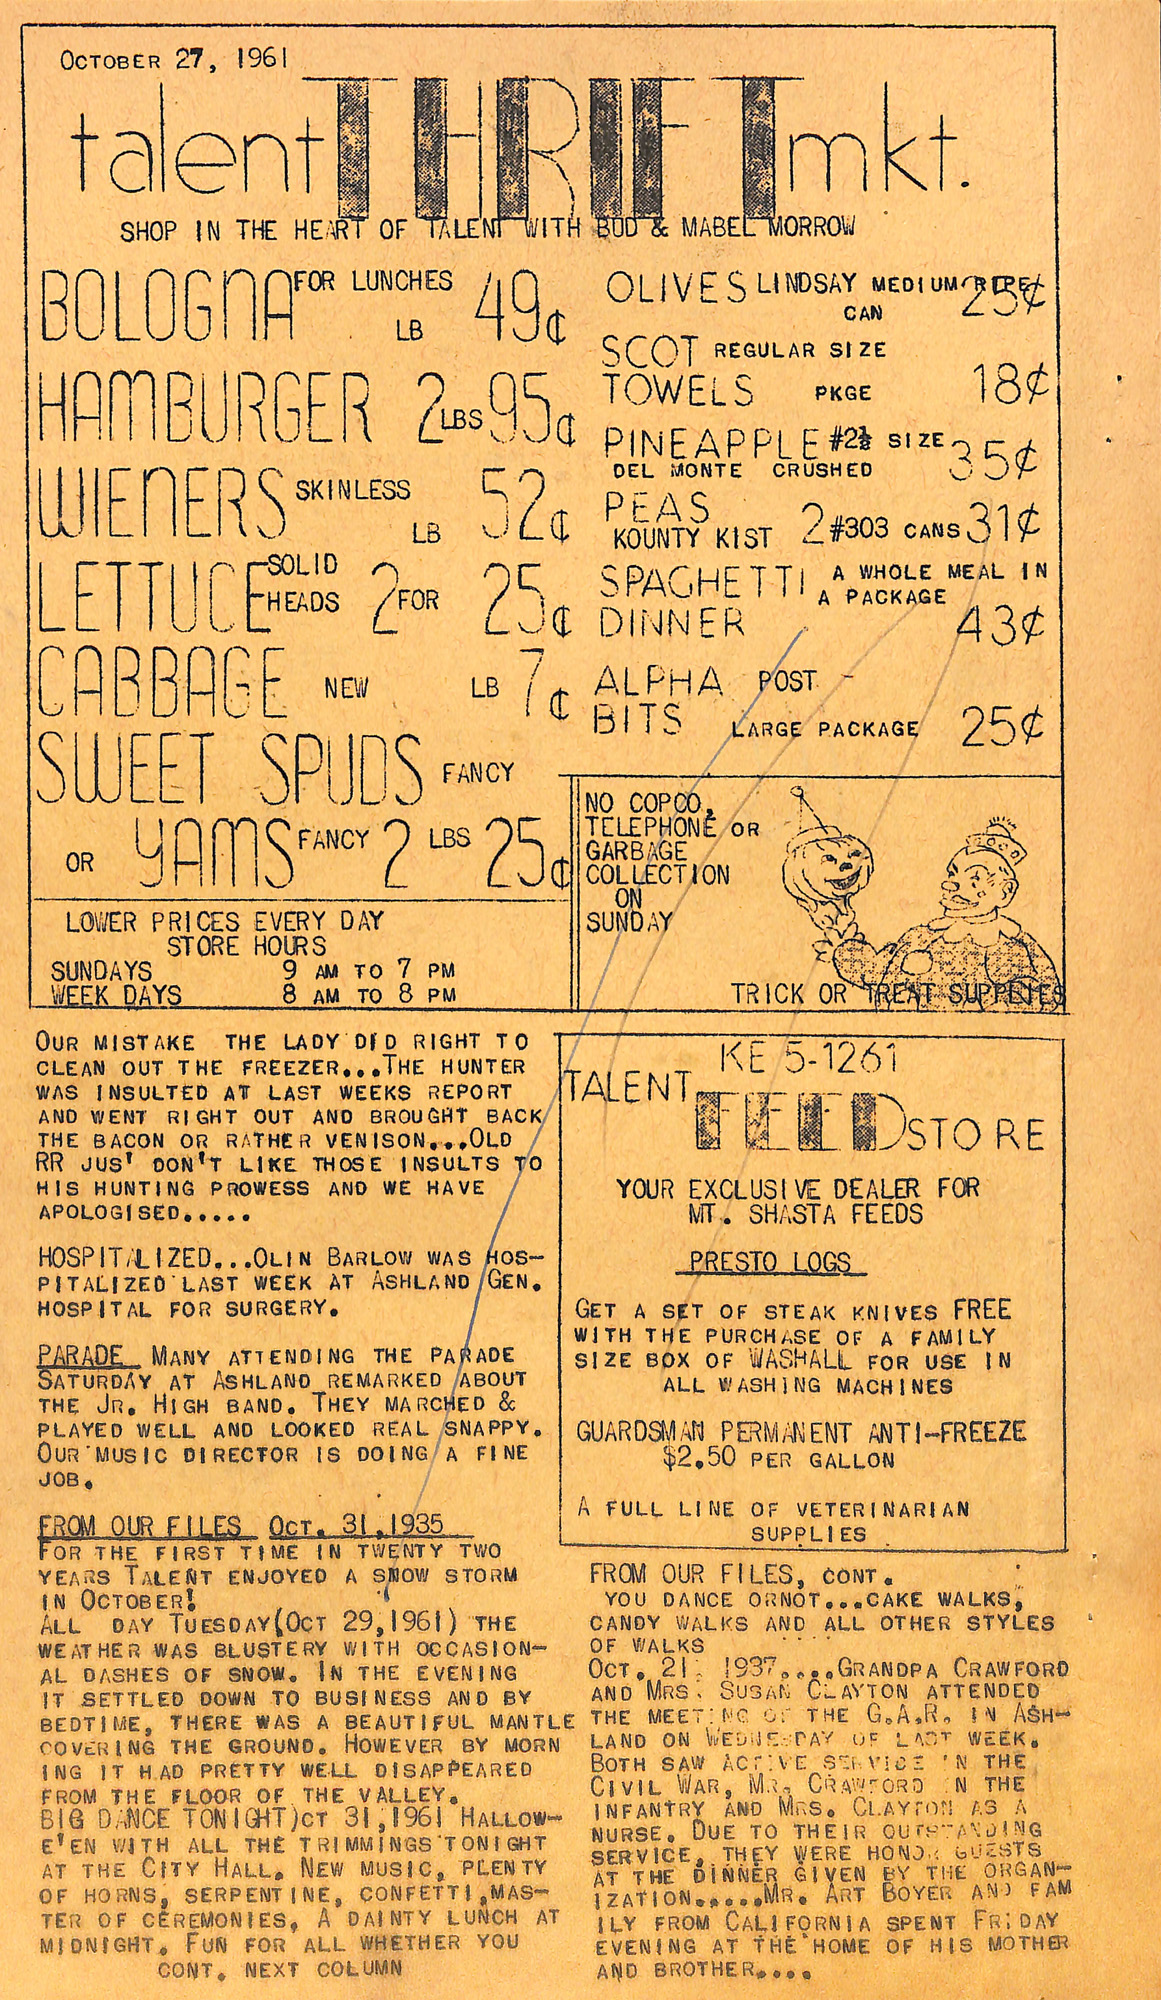 OCTOBER 27, 1961
talent THRIFT mkt.
SHOP IN THE HEART OF TALENT WITH BUD & MABEL MORROW
BOLOGNA FOR LUNCHES LB 49¢
HAMBURGER 2 LBS 95¢
WIENERS SKINLESS LB 52¢
LETTUCE SOLID HEADS 2 FOR 25¢
CABBAGE NEW LB 7¢
SWEET SPUDS FANCY
OR YAMS FANCY 2 LBS 25¢
OLIVES LINDSAY MEDIUM RIPE 25¢
CAN
SCOT REGULAR SIZE
TOWELS PKGE 18¢
PINEAPPLE #2½ SIZE 35¢
DEL MONTE CRUSHED
PEAS
KOUNTY KIST 2 #303 CANS 31¢
SPAGHETTI A WHOLE MEAL IN
A PACKAGE
DINNER 43¢
ALPHA POST
BITS LARGE PACKAGE 25¢
LOWER PRICES EVERY DAY
STORE HOURS
SUNDAYS 9 AM TO 7 PM
WEEK DAYS 8 AM TO 8 PM
NO COPCO,
TELEPHONE OR
GARBAGE
COLLECTION
ON
SUNDAY
TRICK OR TREAT SUPPLIES
OUR MISTAKE THE LADY DID RIGHT TO
CLEAN OUT THE FREEZER...THE HUNTER
WAS INSULTED AT LAST WEEKS REPORT
AND WENT RIGHT OUT AND BROUGHT BACK
THE BACON OR RATHER VENISON...OLD
RR JUS' DON'T LIKE THOSE INSULTS TO
HIS HUNTING PROWESS AND WE HAVE
APOLOGISED.....
HOSPITALIZED...OLIN BARLOW WAS HOS-
PITALIZED LAST WEEK AT ASHLAND GEN.
HOSPITAL FOR SURGERY.
PARADE MANY ATTENDING THE PARADE
SATURDAY AT ASHLAND REMARKED ABOUT
THE JR. HIGH BAND. THEY MARCHED &
PLAYED WELL AND LOOKED REAL SNAPPY.
OUR MUSIC DIRECTOR IS DOING A FINE
JOB.
FROM OUR FILES OCT. 31,1935
FOR THE FIRST TIME IN TWENTY TWO
YEARS TALENT ENJOYED A SNOW STORM
IN OCTOBER!
ALL DAY TUESDAY(OCT 29,1961) THE
WEATHER WAS BLUSTERY WITH OCCASION-
AL DASHES OF SNOW. IN THE EVENING
IT SETTLED DOWN TO BUSINESS AND BY
BEDTIME, THERE WAS A BEAUTIFUL MANTLE
COVERING THE GROUND. HOWEVER BY MORN
ING IT HAD PRETTY WELL DISAPPEARED
FROM THE FLOOR OF THE VALLEY.
BIG DANCE TONIGHT)CT 31,1961 HALLOW-
E'EN WITH ALL THE TRIMMINGS TONIGHT
AT THE CITY HALL. NEW MUSIC, PLENTY
OF HORNS, SERPENTINE, CONFETTI,MAS-
TER OF CEREMONIES, A DAINTY LUNCH AT
MIDNIGHT. FUN FOR ALL WHETHER YOU
CONT. NEXT COLUMN
KE 5-1261
TALENT FEED STORE
YOUR EXCLUSIVE DEALER FOR
MT. SHASTA FEEDS
PRESTO LOGS
GET A SET OF STEAK KNIVES FREE
WITH THE PURCHASE OF A FAMILY
SIZE BOX OF WASHALL FOR USE IN
ALL WASHING MACHINES
GUARDSMAN PERMANENT ANTI-FREEZE
$2.50 PER GALLON
A FULL LINE OF VETERINARIAN
SUPPLIES
FROM OUR FILES, CONT.
YOU DANCE ORNOT...CAKE WALKS,
CANDY WALKS AND ALL OTHER STYLES
OF WALKS
OCT. 21. 1937....GRANDPA CRAWFORD
AND MRS. SUSAN CLAYTON ATTENDED
THE MEETING OF THE G.A.R. IN ASH-
LAND ON WEDNESDAY OF LAST WEEK.
BOTH SAW ACTIVE SERVICE IN THE
CIVIL WAR, MR. CRAWFORD IN THE
INFANTRY AND MRS. CLAYTON AS A
NURSE. DUE TO THEIR OUTSTANDING
SERVICE, THEY WERE HONOR GUESTS
AT THE DINNER GIVEN BY THE ORGAN-
IZATION.....MR. ART BOYER AND FAM
ILY FROM CALIFORNIA SPENT FRIDAY
EVENING AT THE HOME OF HIS MOTHER
AND BROTHER....